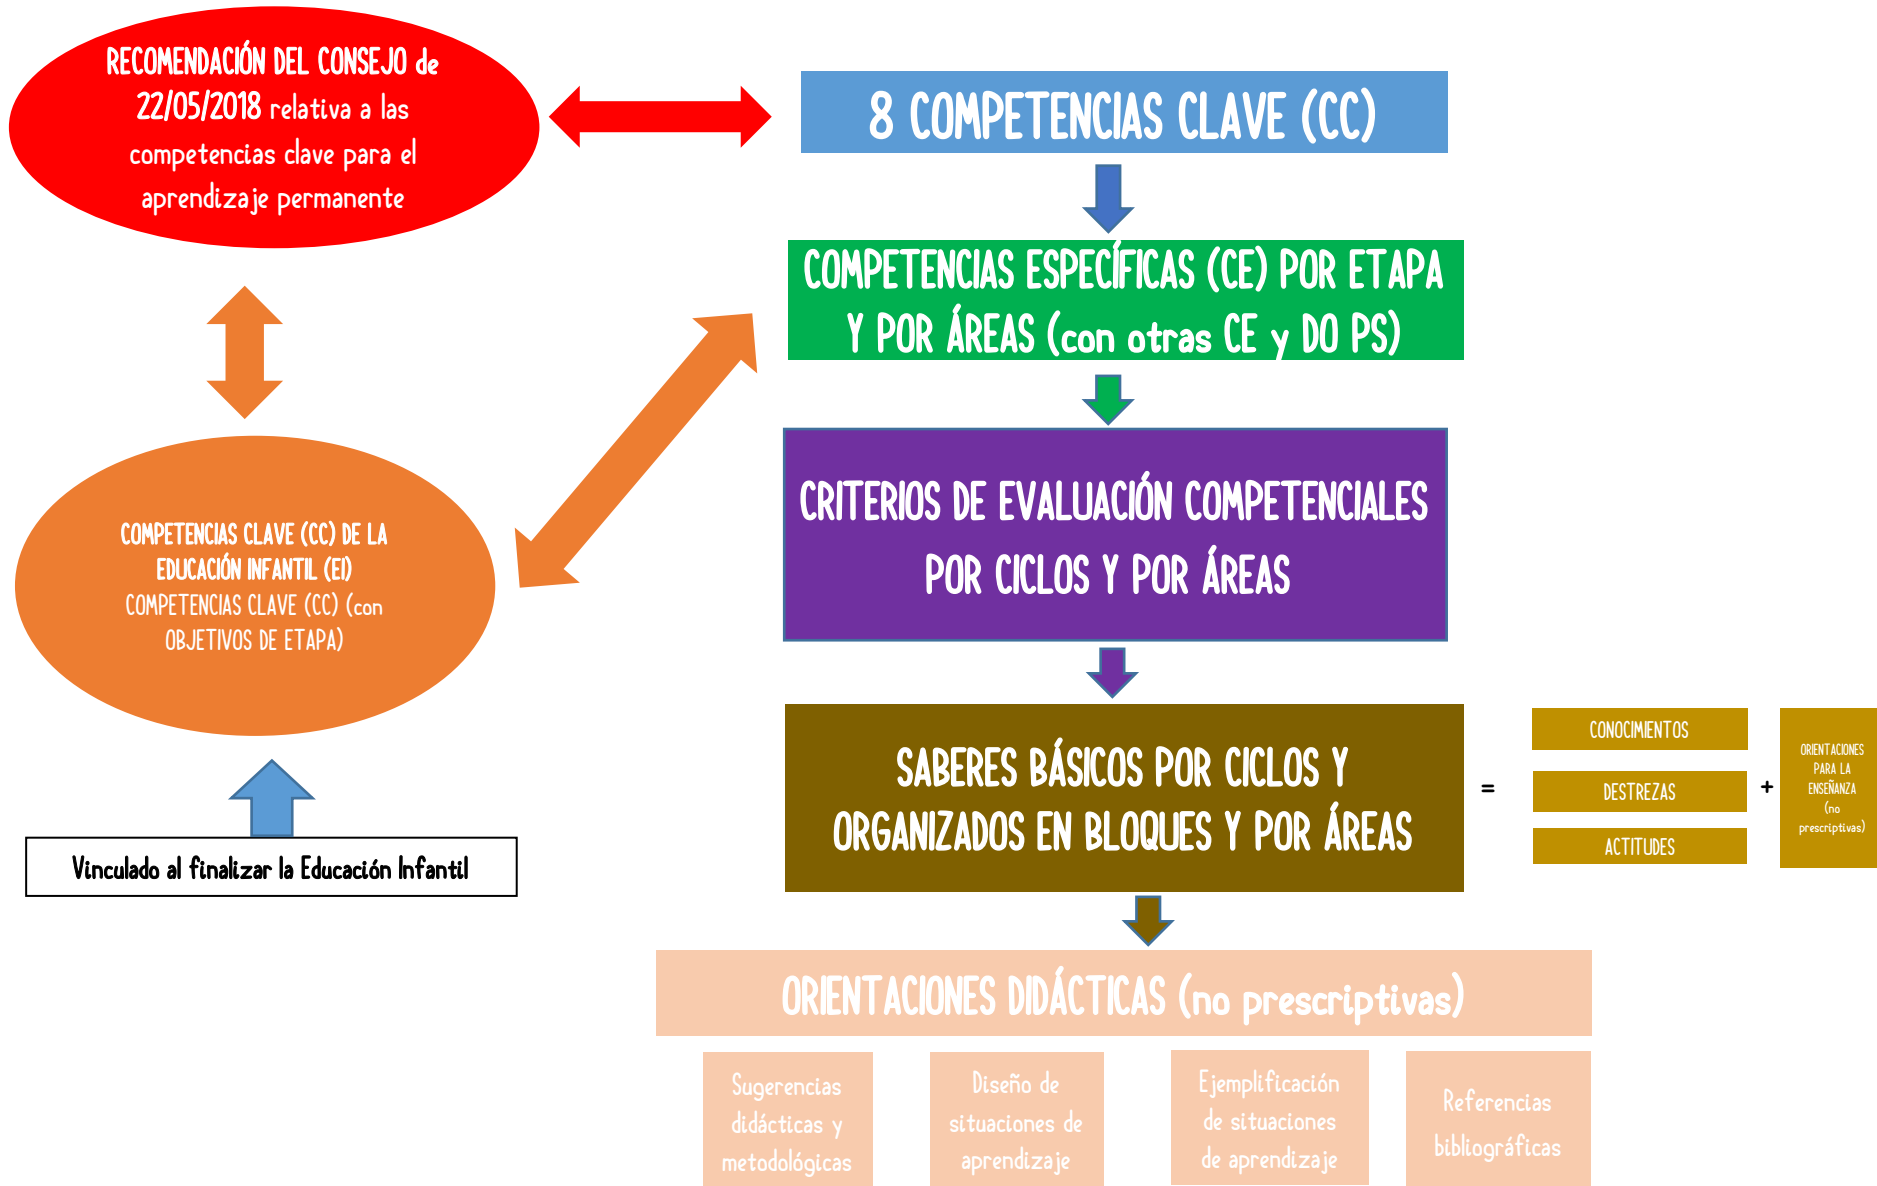 RECOMENDACIÓN DEL CONSEJO de
22/05/2018 relativa a las
competencias clave para el
aprendizaje permanente
8 COMPETENCIAS CLAVE (CC)
COMPETENCIAS ESPECÍFICAS (CE) POR ETAPA
Y POR ÁREAS (con otras CE y DO PS)
CRITERIOS DE EVALUACIÓN COMPETENCIALES
POR CICLOS Y POR ÁREAS
COMPETENCIAS CLAVE (CC) DE LA
EDUCACIÓN INFANTIL (EI)
COMPETENCIAS CLAVE (CC) (con
OBJETIVOS DE ETAPA)
Vinculado al finalizar la Educación Infantil
SABERES BÁSICOS POR CICLOS Y
ORGANIZADOS EN BLOQUES Y POR ÁREAS
=
CONOCIMIENTOS
DESTREZAS
ACTITUDES
+
ORIENTACIONES
PARA LA
ENSEÑANZA
(no
prescriptivas)
ORIENTACIONES DIDÁCTICAS (no prescriptivas)
Sugerencias
didácticas y
metodológicas
Diseño de
situaciones de
aprendizaje
Ejemplificación
de situaciones
de aprendizaje
Referencias
bibliográficas